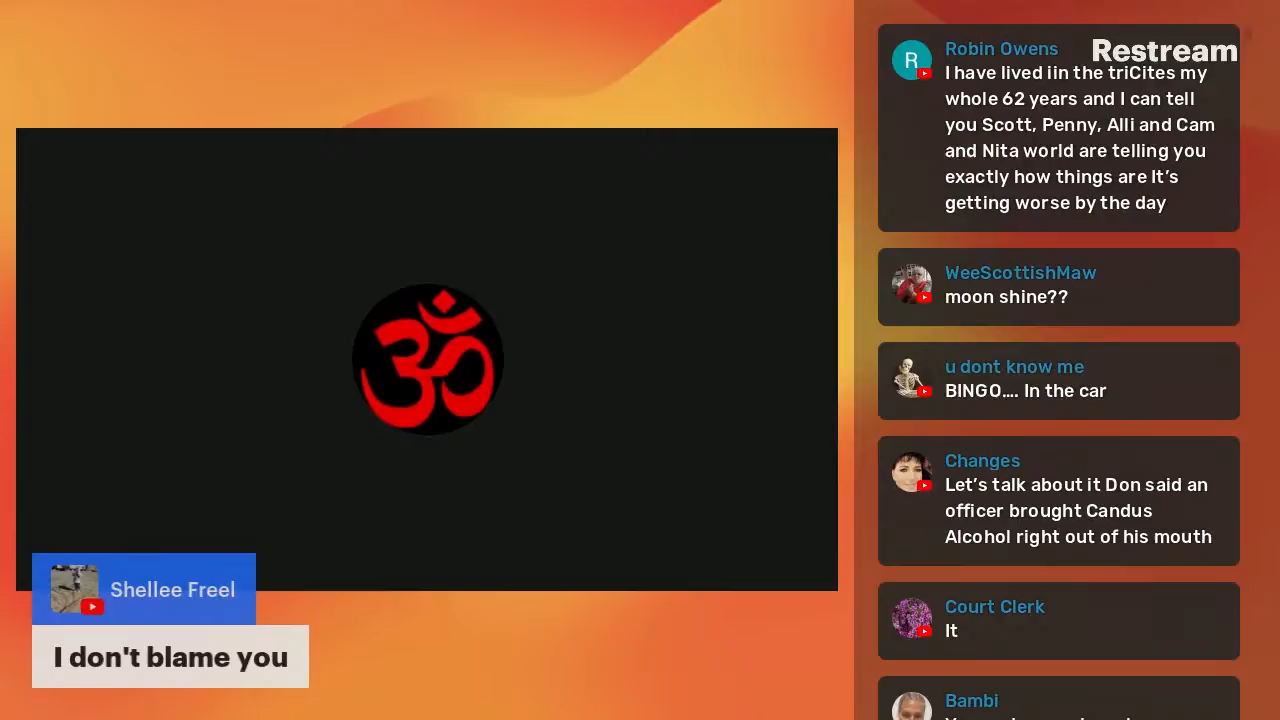 Restream
Robin Owens
I have lived iin the triCites my
whole 62 years and I can tell
you Scott, Penny, Alli and Cam
and Nita world are telling you
exactly how things are It’s
getting worse by the day
WeeScottishMaw
moon shine??
u dont know me
BINGO.... In the car
Changes
Let’s talk about it Don said an
officer brought Candus
Alcohol right out of his mouth
Court Clerk
It
Bambi
R
ॐ
Shellee Freel
I don't blame you